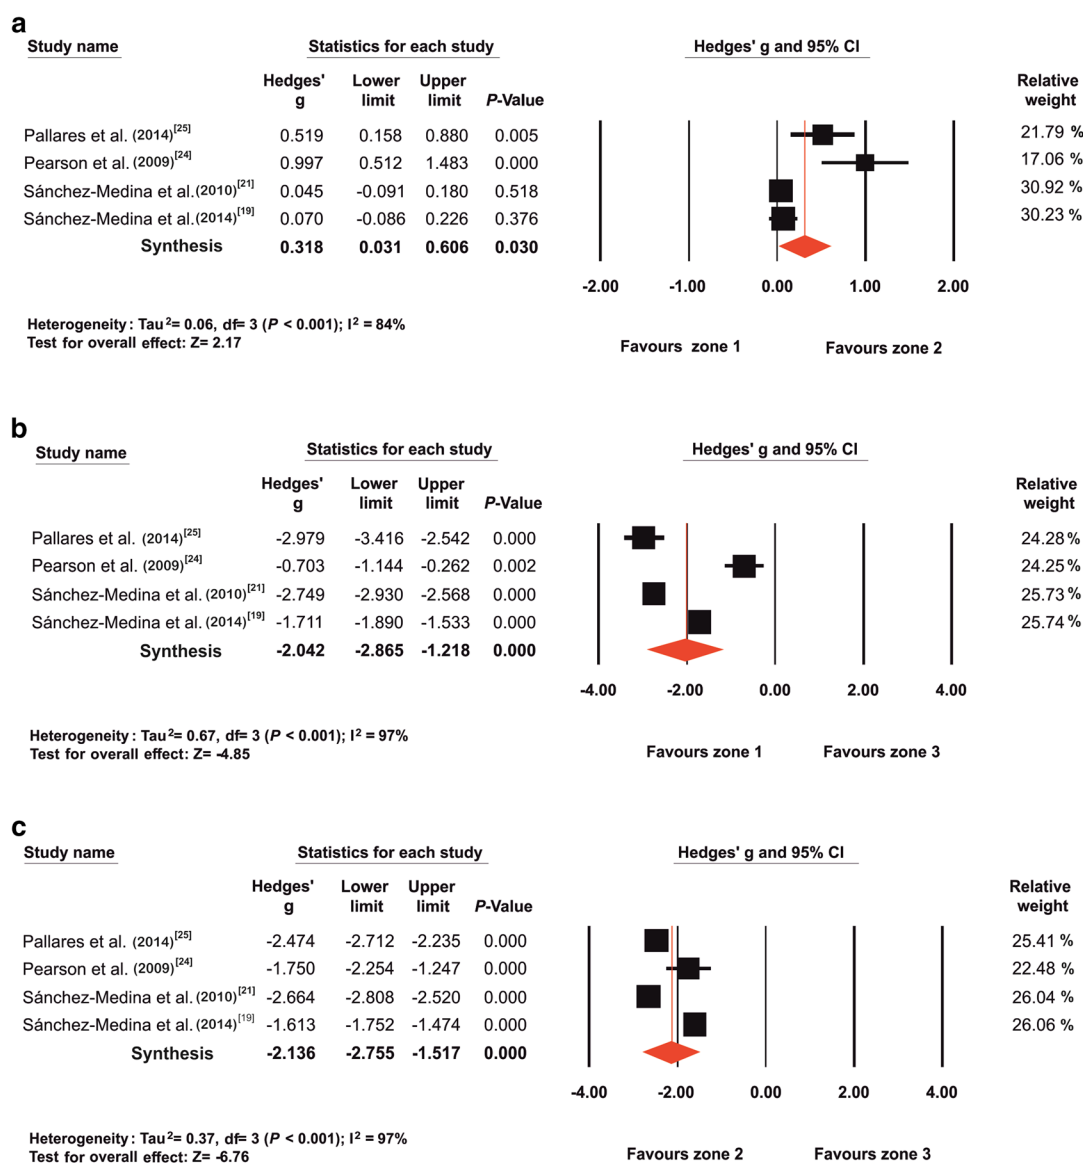 a
Study name Statistics for each study Hedges' g and 95% CI
Hedges' g Lower limit Upper limit P-Value Relative weight
Pallares et al. (2014)[25] 0.519 0.158 0.880 0.005 21.79 %
Pearson et al. (2009)[24] 0.997 0.512 1.483 0.000 17.06 %
Sánchez-Medina et al.(2010)[21] 0.045 -0.091 0.180 0.518 30.92 %
Sánchez-Medina et al.(2014)[19] 0.070 -0.086 0.226 0.376 30.23 %
Synthesis 0.318 0.031 0.606 0.030
-2.00 -1.00 0.00 1.00 2.00
Heterogeneity : Tau2= 0.06, df= 3 (P < 0.001); I2 = 84%
Test for overall effect: Z= 2.17
Favours zone 1 Favours zone 2
b
Study name Statistics for each study Hedges' g and 95% CI
Hedges' g Lower limit Upper limit P-Value Relative weight
Pallares et al. (2014)[25] -2.979 -3.416 -2.542 0.000 24.28 %
Pearson et al. (2009)[24] -0.703 -1.144 -0.262 0.002 24.25 %
Sánchez-Medina et al. (2010)[21] -2.749 -2.930 -2.568 0.000 25.73 %
Sánchez-Medina et al. (2014)[19] -1.711 -1.890 -1.533 0.000 25.74 %
Synthesis -2.042 -2.865 -1.218 0.000
-4.00 -2.00 0.00 2.00 4.00
Heterogeneity : Tau2= 0.67, df= 3 (P < 0.001); I2 = 97%
Test for overall effect: Z= -4.85
Favours zone 1 Favours zone 3
c
Study name Statistics for each study Hedges' g and 95% CI
Hedges' g Lower limit Upper limit P-Value Relative weight
Pallares et al. (2014)[25] -2.474 -2.712 -2.235 0.000 25.41 %
Pearson et al. (2009)[24] -1.750 -2.254 -1.247 0.000 22.48 %
Sánchez-Medina et al. (2010)[21] -2.664 -2.808 -2.520 0.000 26.04 %
Sánchez-Medina et al. (2014)[19] -1.613 -1.752 -1.474 0.000 26.06 %
Synthesis -2.136 -2.755 -1.517 0.000
-4.00 -2.00 0.00 2.00 4.00
Heterogeneity : Tau2= 0.37, df= 3 (P < 0.001); I2 = 97%
Test for overall effect: Z= -6.76
Favours zone 2 Favours zone 3